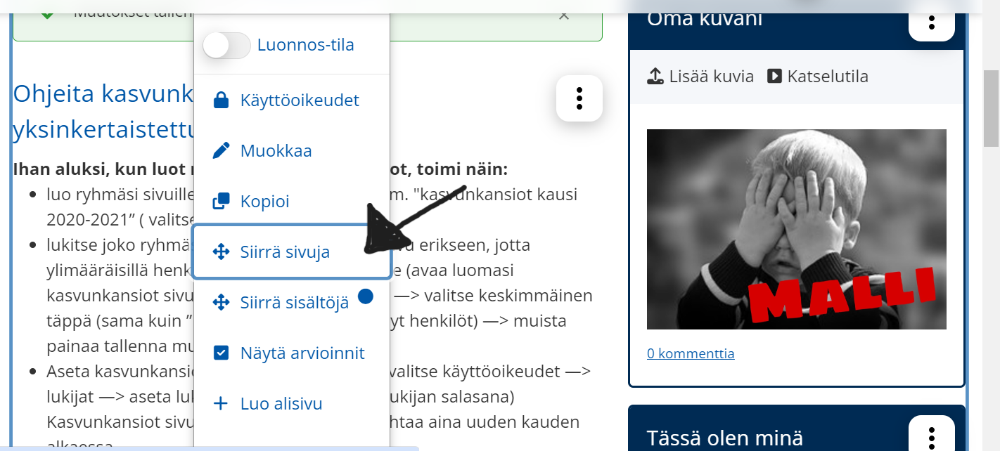 Muutokset tallen
Luonnos-tila
Käyttöoikeudet
Muokkaa
Kopioi
Siirrä sivuja
Siirrä sisältöjä
Näytä arvioinnit
Luo alisivu
Ohjeita kasvunk
yksinkertaistettu
Ihan aluksi, kun luot ot, toimi näin:
luo ryhmäsi sivuille m. "kasvunkansiot kausi
2020-2021” ( valitse
lukitse joko ryhmäs vu erikseen, jotta
ylimääräisillä henk e (avaa luomasi
kasvunkansiot sivu —> valitse keskimmäinen
täppä (sama kuin ” yt henkilöt) —> muista
painaa tallenna mu
Aseta kasvunkansio valitse käyttöoikeudet —>
lukijat —> aseta luk ukijan salasana)
Kasvunkansiot sivu htaa aina uuden kauden
alkaessa
Oma kuvani
Lisää kuvia Katselutila
MALLI
0 kommenttia
Tässä olen minä